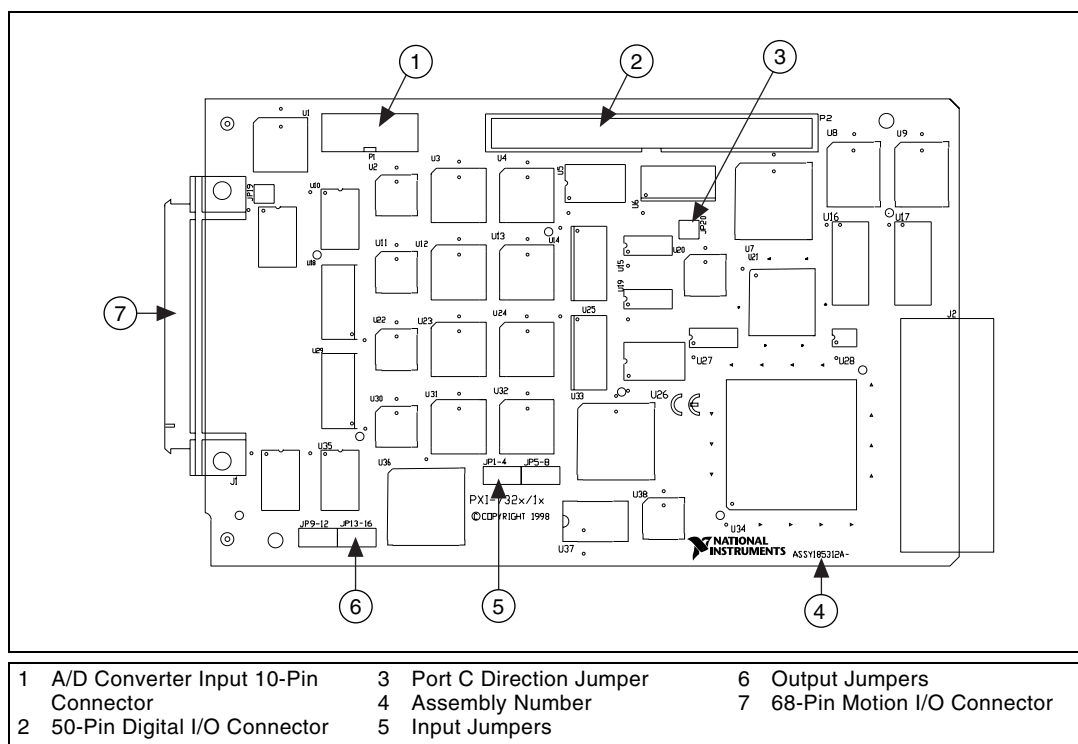 1
2
3
P2
U1
U8
U9
P1
U2
U3
U4
U5
U6
JP19
U10
JP20
U16
U17
U11
U12
U13
U14
U15
U20
U7
U21
U18
U19
J2
U22
U23
U24
U25
U27
U28
7
U29
U30
U31
U32
U33
U26
CE
U36
U35
JP1-4
JP5-8
J1
PXI-732x/1x
©COPYRIGHT 1998
U38
JP9-12
JP13-16
U37
U34
NATIONAL
INSTRUMENTS
ASSY185312A-
6
5
4
1 A/D Converter Input 10-Pin
Connector
2 50-Pin Digital I/O Connector
3 Port C Direction Jumper
4 Assembly Number
5 Input Jumpers
6 Output Jumpers
7 68-Pin Motion I/O Connector